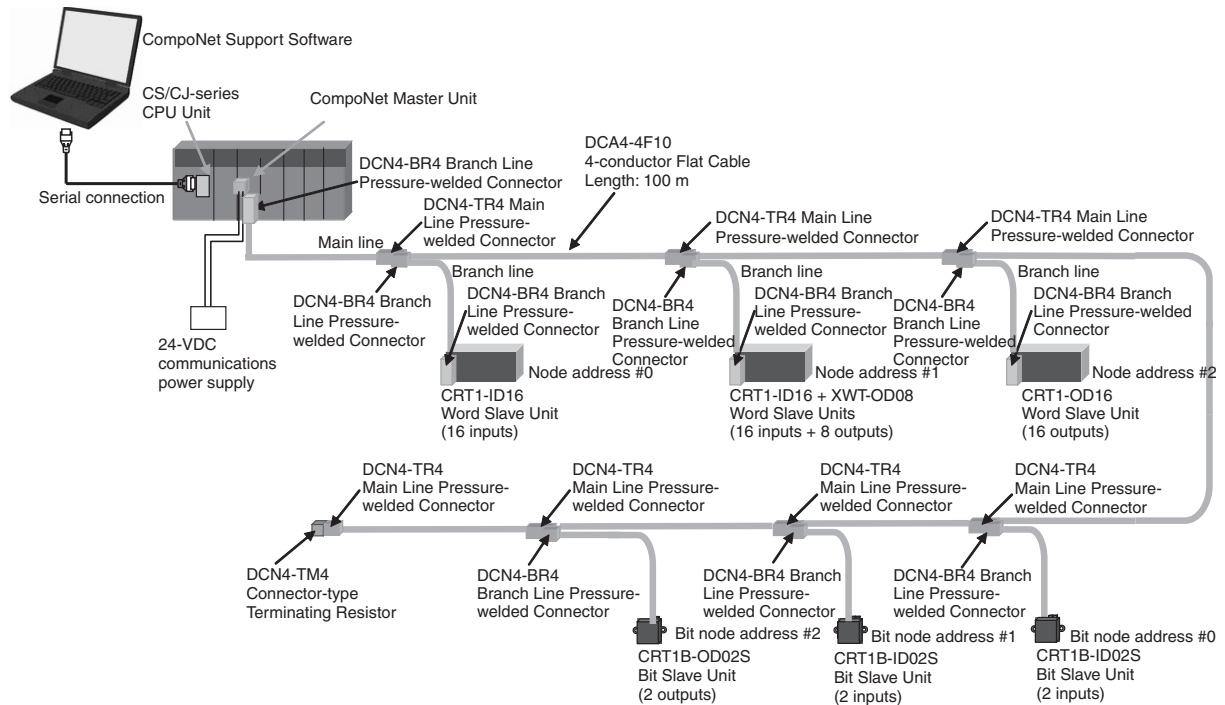 CompoNet Support Software
CS/CJ-series
CPU Unit
CompoNet Master Unit
Serial connection
24-VDC
communications
power supply
DCN4-BR4 Branch Line
Pressure-welded Connector
DCN4-TR4 Main
Line Pressure-
welded Connector
Main line
DCA4-4F10
4-conductor Flat Cable
Length: 100 m
DCN4-TR4 Main Line
Pressure-welded Connector
DCN4-TR4 Main Line
Pressure-welded Connector
Branch line
DCN4-BR4 Branch
Line Pressure-
welded Connector
DCN4-BR4 Branch
Line Pressure-
welded Connector
Node address #0
CRT1-ID16
Word Slave Unit
(16 inputs)
Branch line
DCN4-BR4
Branch Line
Pressure-welded
Connector
DCN4-BR4 Branch
Line Pressure-
welded Connector
Node address #1
CRT1-ID16 + XWT-OD08
Word Slave Units
(16 inputs + 8 outputs)
Branch line
DCN4-BR4
Branch Line
Pressure-welded
Connector
DCN4-BR4 Branch
Line Pressure-welded
Connector
Node address #2
CRT1-OD16
Word Slave Unit
(16 outputs)
DCN4-TR4
Main Line Pressure-
welded Connector
DCN4-TR4
Main Line Pressure-
welded Connector
DCN4-TR4
Main Line Pressure-
welded Connector
DCN4-TR4
Main Line Pressure-
welded Connector
DCN4-TM4
Connector-type
Terminating Resistor
DCN4-BR4
Branch Line Pressure-
welded Connector
DCN4-BR4 Branch
Line Pressure-
welded Connector
DCN4-BR4 Branch
Line Pressure-
welded Connector
Bit node address #2
CRT1B-OD02S
Bit Slave Unit
(2 outputs)
Bit node address #1
CRT1B-ID02S
Bit Slave Unit
(2 inputs)
Bit node address #0
CRT1B-ID02S
Bit Slave Unit
(2 inputs)